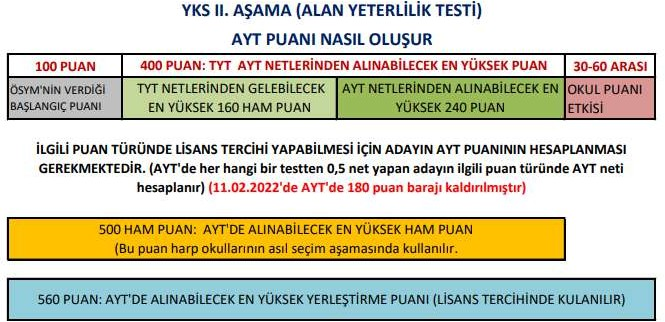 YKS II. AŞAMA (ALAN YETERLİLİK TESTİ)
AYT PUANI NASIL OLUŞUR
100 PUAN
400 PUAN: TYT AYT NETLERİNDEN ALINABİLECEK EN YÜKSEK PUAN
30-60 ARASI
ÖSYM'NİN VERDİĞİ
BAŞLANGIÇ PUANI
TYT NETLERİNDEN GELEBİLECEK
EN YÜKSEK 160 HAM PUAN
AYT NETLERİNDEN ALINABİLECEK EN
YÜKSEK 240 PUAN
OKUL PUANI
ETKİSİ
İLGİLİ PUAN TÜRÜNDE LİSANS TERCİHİ YAPABİLMESİ İÇİN ADAYIN AYT PUANININ HESAPLANMASI
GEREKMEKTEDİR. (AYT'de her hangi bir testten 0,5 net yapan adayın ilgili puan türünde AYT neti
hesaplanır) (11.02.2022'de AYT'de 180 puan barajı kaldırılmıştır)
500 HAM PUAN: AYT'DE ALINABİLECEK EN YÜKSEK HAM PUAN
(Bu puan harp okullarının asıl seçim aşamasında kullanılır.
560 PUAN: AYT'DE ALINABİLECEK EN YÜKSEK YERLEŞTİRME PUANI (LİSANS TERCİHİNDE KULANILIR)